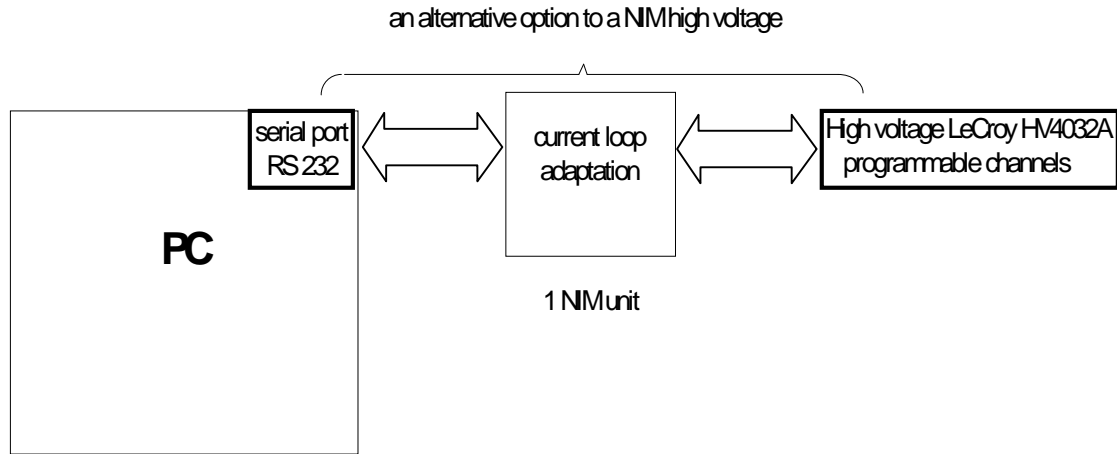 an alternative option to a NIM high voltage
serial port
RS 232
current loop
adaptation
High voltage LeCroy HV4032A
programmable channels
PC
1 NIM unit